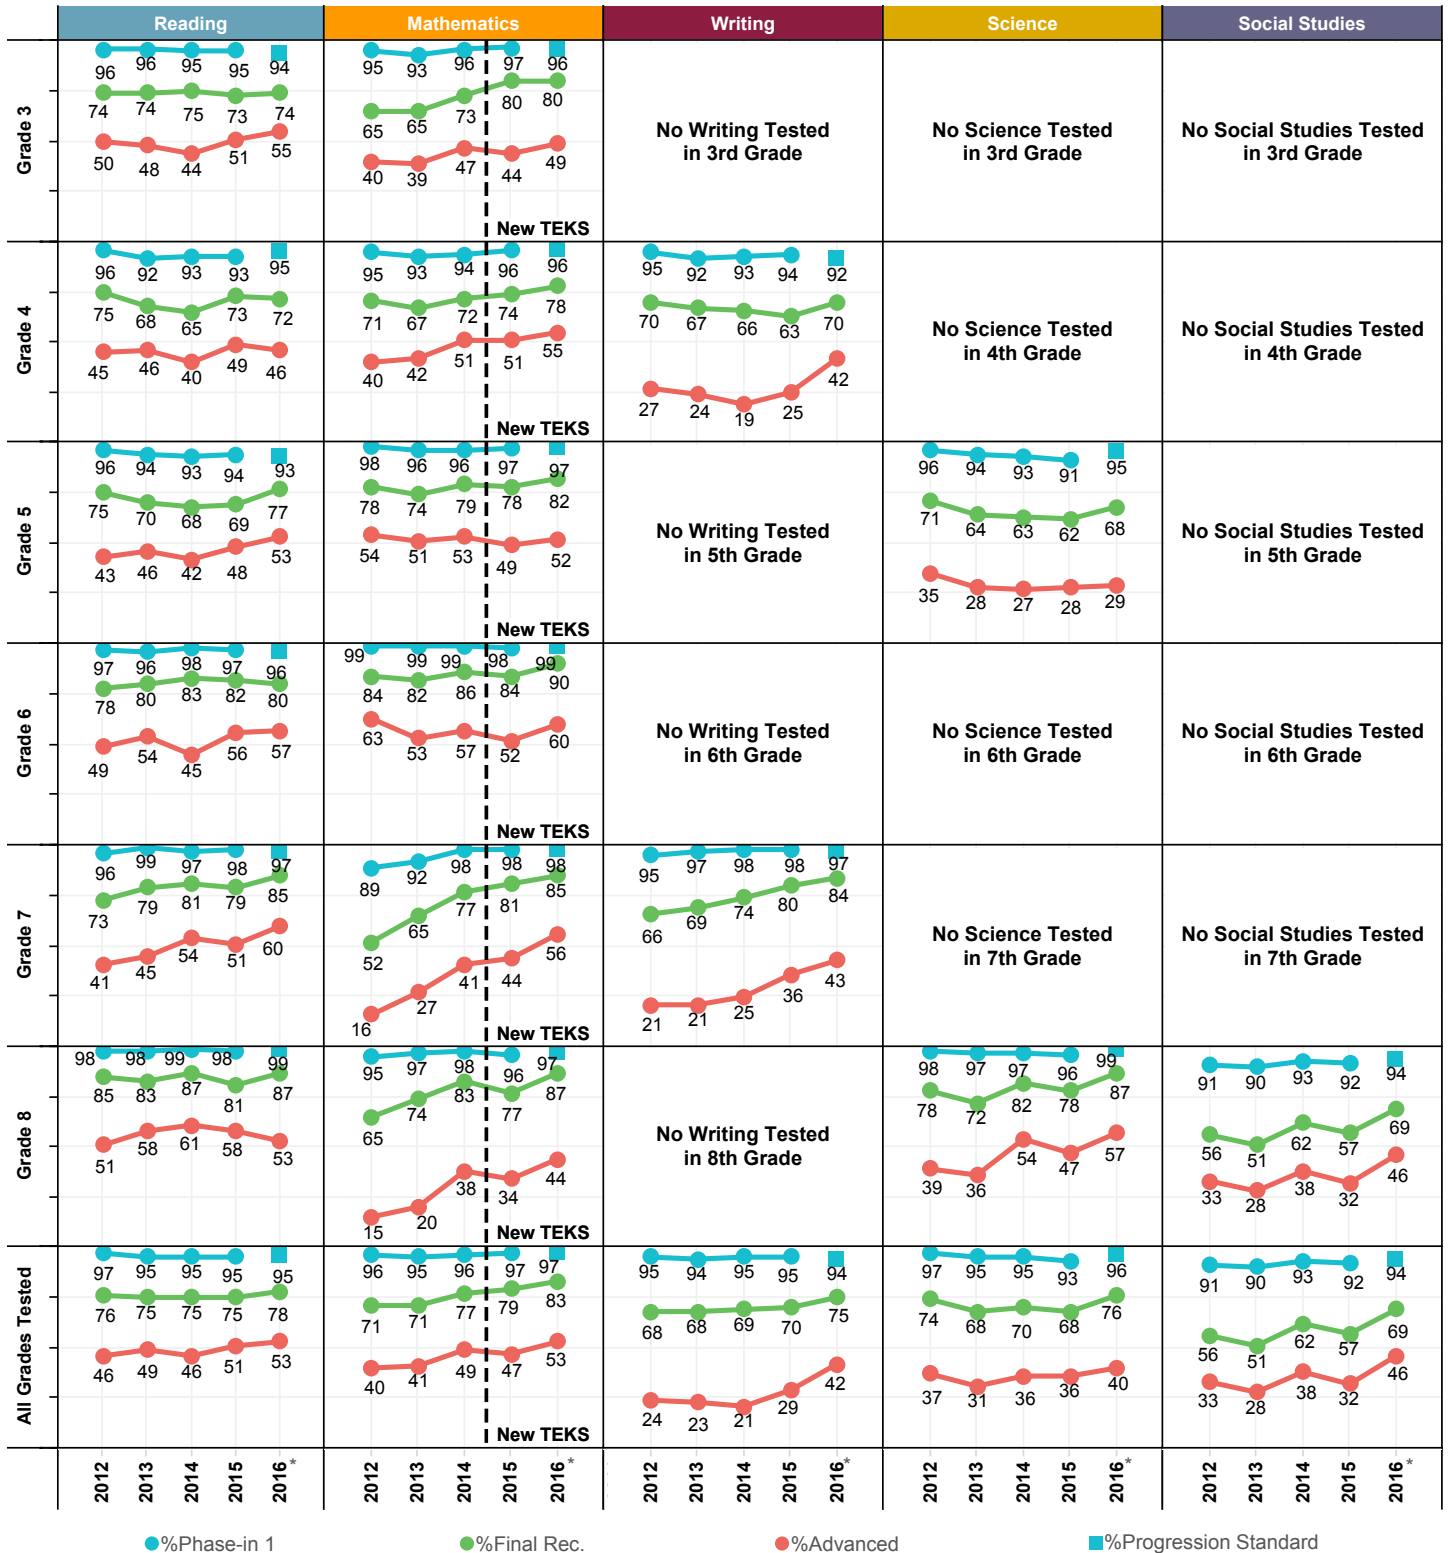 Reading Mathematics Writing Science Social Studies
Grade 3
96 96 95 95 94
74 74 75 73 74
50 48 44 51 55
95 93 96 97 96
65 65 73 80 80
40 39 47 44 49
New TEKS
No Writing Tested
in 3rd Grade
No Science Tested
in 3rd Grade
No Social Studies Tested
in 3rd Grade
Grade 4
96 92 93 93 95
75 68 65 73 72
45 46 40 49 46
95 93 94 96 96
71 67 72 74 78
40 42 51 51 55
New TEKS
95 92 93 94 92
70 67 66 63 70
27 24 19 25 42
No Science Tested
in 4th Grade
No Social Studies Tested
in 4th Grade
Grade 5
96 94 93 94 93
75 70 68 69 77
43 46 42 48 53
98 96 96 97 97
78 74 79 78 82
54 51 53 49 52
New TEKS
No Writing Tested
in 5th Grade
96 94 93 91 95
71 64 63 62 68
35 28 27 28 29
No Social Studies Tested
in 5th Grade
Grade 6
97 96 98 97 96
78 80 83 82 80
49 54 45 56 57
99 99 99 98 99
84 82 86 84 90
63 53 57 52 60
New TEKS
No Writing Tested
in 6th Grade
No Science Tested
in 6th Grade
No Social Studies Tested
in 6th Grade
Grade 7
96 99 97 98 97
73 79 81 79 85
41 45 54 51 60
89 92 98 98 98
52 65 77 81 85
16 27 41 44 56
New TEKS
95 97 98 98 97
66 69 74 80 84
21 21 25 36 43
No Science Tested
in 7th Grade
No Social Studies Tested
in 7th Grade
Grade 8
98 98 99 98 99
85 83 87 81 87
51 58 61 58 53
95 97 98 96 97
65 74 83 77 87
15 20 38 34 44
New TEKS
No Writing Tested
in 8th Grade
98 97 97 96 99
78 72 82 78 87
39 36 54 47 57
91 90 93 92 94
56 51 62 57 69
33 28 38 32 46
All Grades Tested
97 95 95 95 95
76 75 75 75 78
46 49 46 51 53
96 95 96 97 97
71 71 77 79 83
40 41 49 47 53
New TEKS
95 94 95 95 94
68 68 69 70 75
24 23 21 29 42
97 95 95 93 96
74 68 70 68 76
37 31 36 36 40
91 90 93 92 94
56 51 62 57 69
33 28 38 32 46
2012 2013 2014 2015 2016* 2012 2013 2014 2015 2016* 2012 2013 2014 2015 2016* 2012 2013 2014 2015 2016* 2012 2013 2014 2015 2016*
%Phase-in 1 %Final Rec. %Advanced %Progression Standard